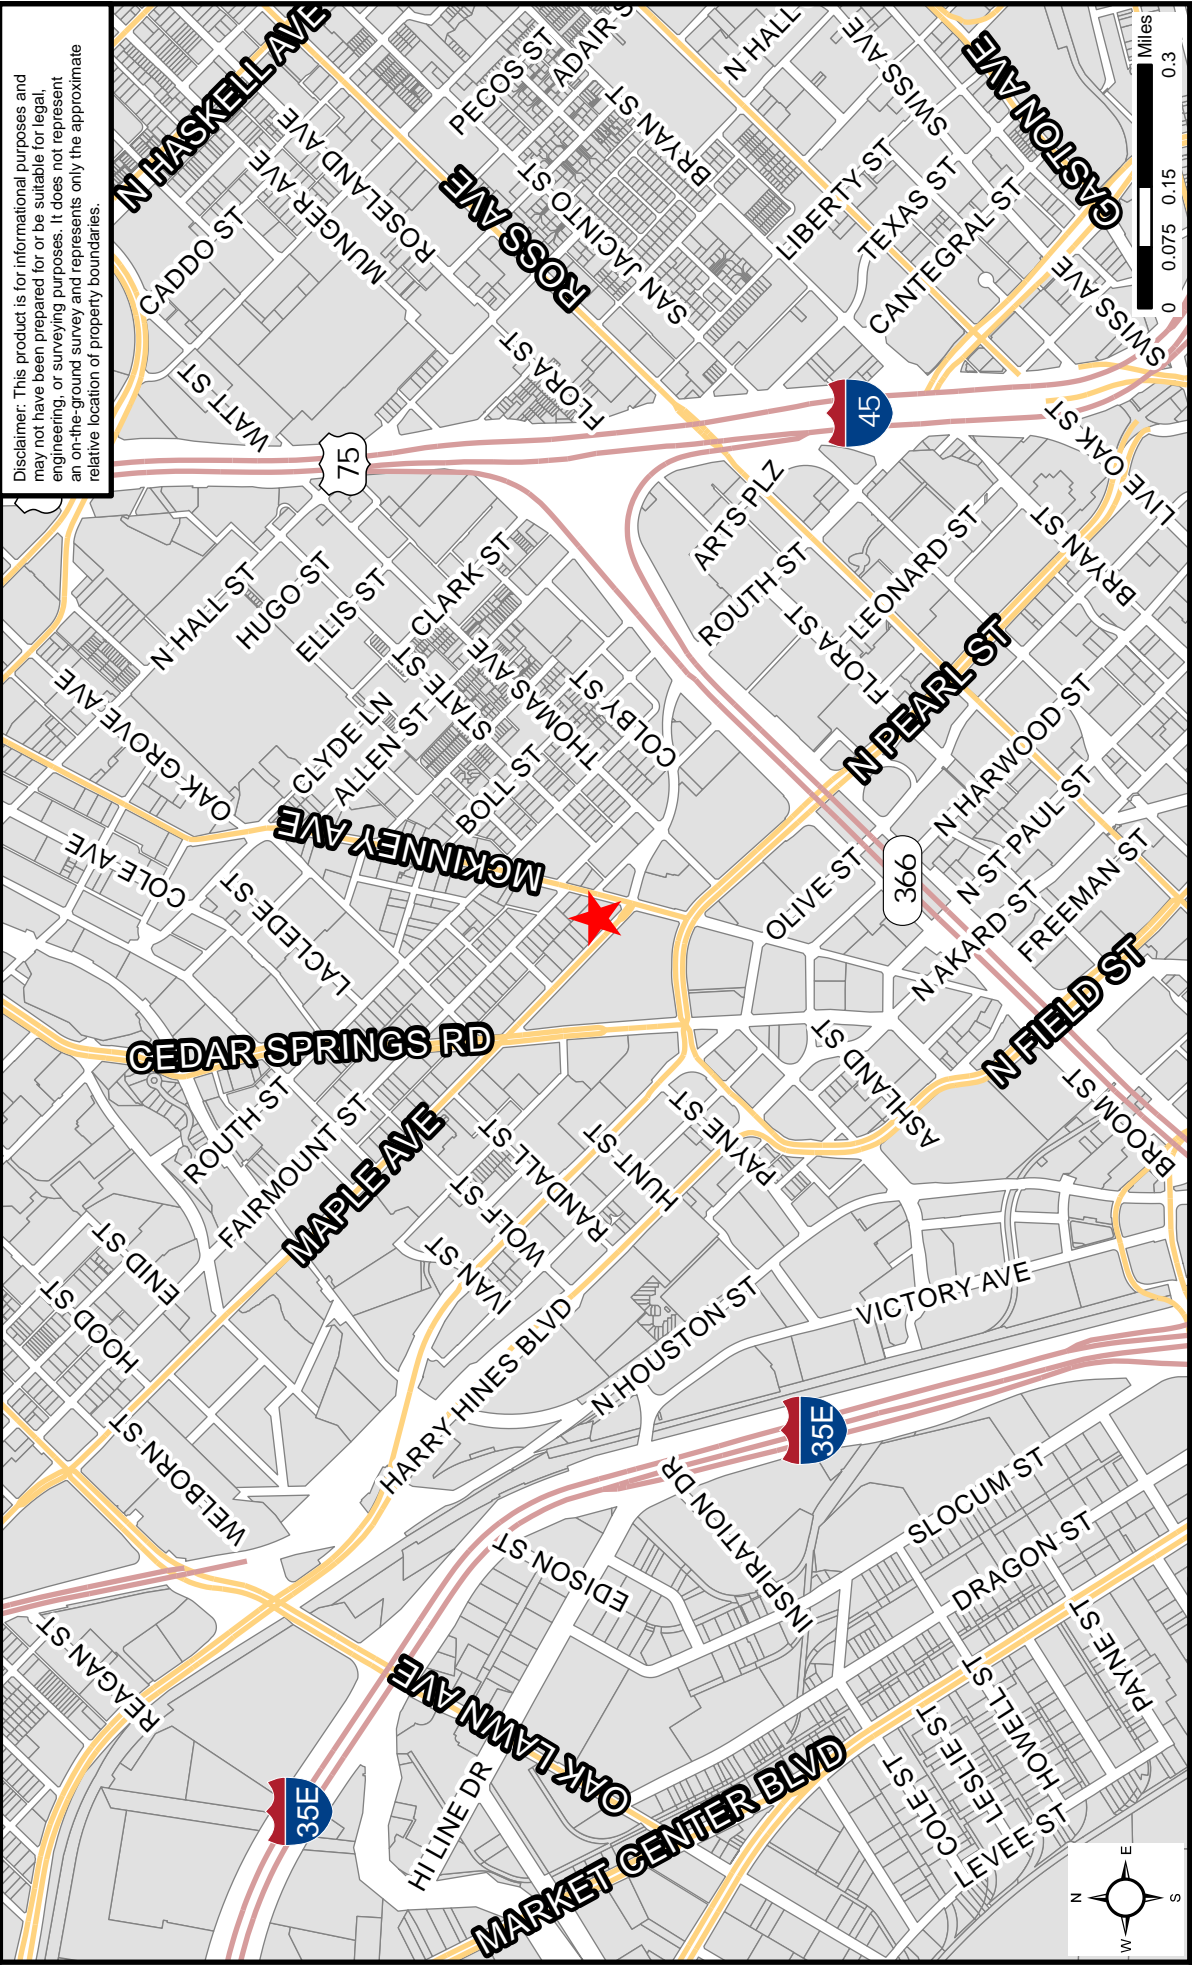 Disclaimer: This product is for informational purposes and
may not have been prepared for or be suitable for legal,
engineering, or surveying purposes. It does not represent
an on-the-ground survey and represents only the approximate
relative location of property boundaries.
REAGAN ST
WELBORN ST
HOOD ST
ENID ST
ROUTH ST
FAIRMOUNT ST
MAPLE AVE
CEDAR SPRINGS RD
COLE AVE
LACLEDE ST
OAK GROVE AVE
MCKINNEY AVE
N HALL ST
HUGO ST
ELLIS ST
CLYDE LN
ALLEN ST
STATE ST
CLARK ST
THOMAS AVE
BOLL ST
COLBY ST
WATT ST
CADDO ST
N HASKELL AVE
MUNGER AVE
ROSELAND AVE
75
FLORA ST
ROSS AVE
PECOS ST
ADAIR S
SAN JACINTO ST
BRYAN ST
N HALL
SWISS AVE
LIBERTY ST
TEXAS ST
CANTEGRAL ST
GASTON AVE
SWISS AVE
45
LIVE OAK ST
BRYAN ST
ARTS PLZ
ROUTH ST
FLORA ST
LEONARD ST
N PEARL ST
N HARWOOD ST
N ST PAUL ST
OLIVE ST
366
N AKARD ST
FREEMAN ST
N FIELD ST
ASHLAND ST
BROOM ST
PAYNE ST
HUNT ST
RANDALL ST
WOLF ST
IVAN ST
HARRY HINES BLVD
N HOUSTON ST
VICTORY AVE
35E
INSPIRATION DR
EDISON ST
SLOCUM ST
DRAGON ST
PAYNE ST
HOWELL ST
LESLIE ST
COLE ST
LEVEE ST
OAK LAWN AVE
HI LINE DR
MARKET CENTER BLVD
35E
N
W
E
S
0
0.075
0.15
0.3
Miles